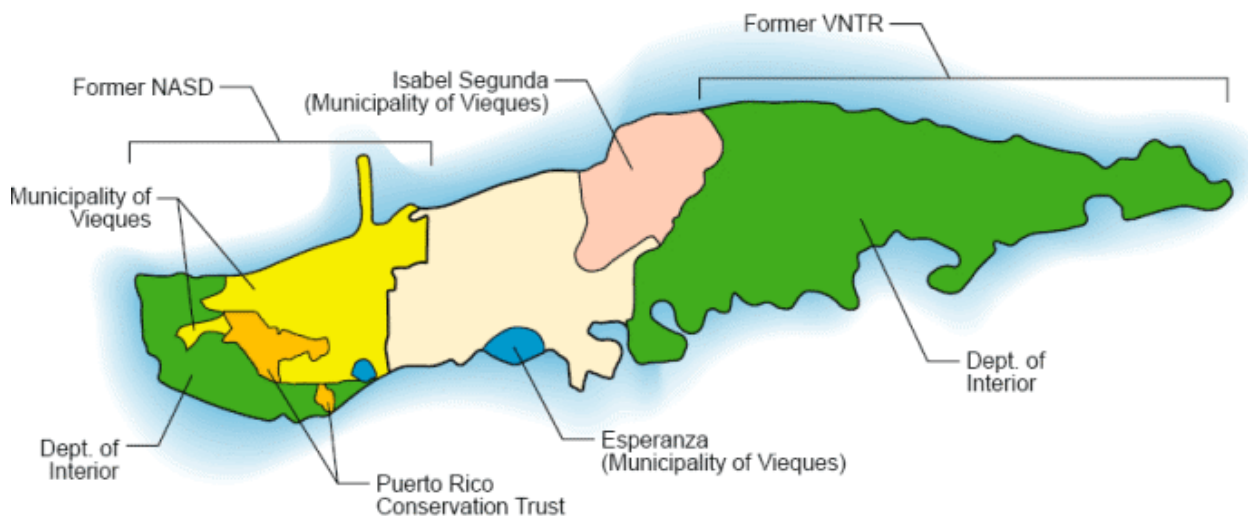 Former VNTR
Isabel Segunda
(Municipality of Vieques)
Former NASD
Municipality of
Vieques
Dept. of
Interior
Dept. of
Interior
Esperanza
(Municipality of Vieques)
Puerto Rico
Conservation Trust